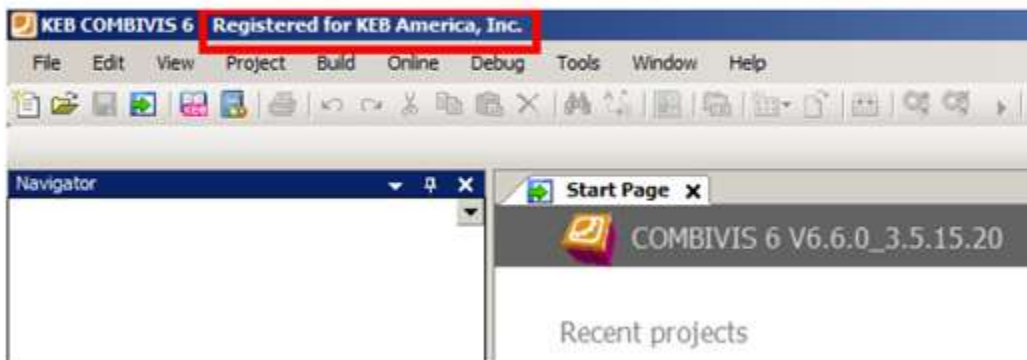 KEB COMBIVIS 6 Registered for KEB America, Inc.
File Edit View Project Build Online Debug Tools Window Help
Navigator
Start Page
COMBIVIS 6 V6.6.0_3.5.15.20
Recent projects